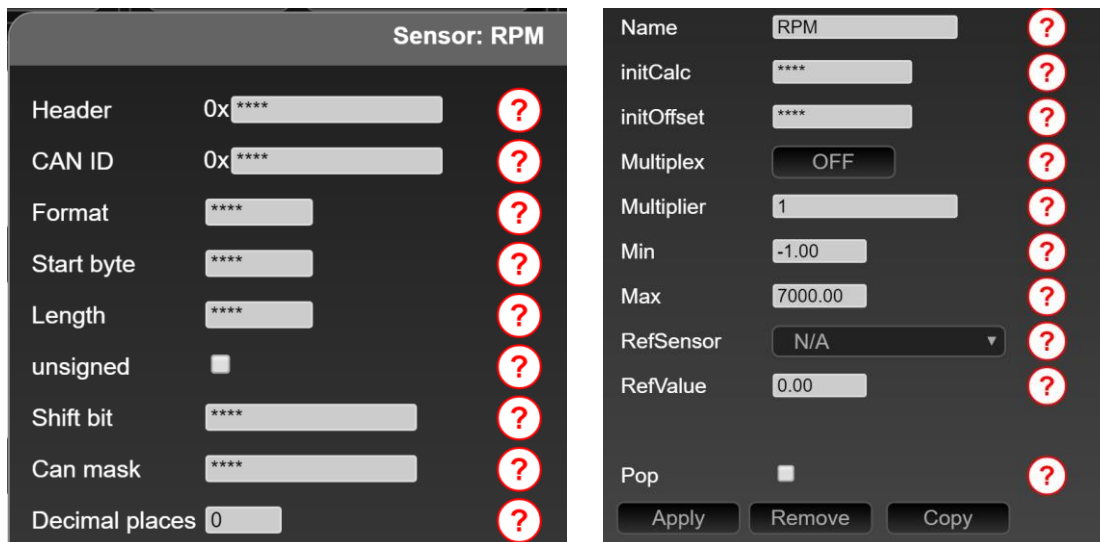 Sensor: RPM
Header 0x **** ?
CAN ID 0x **** ?
Format **** ?
Start byte **** ?
Length **** ?
unsigned ?
Shift bit **** ?
Can mask **** ?
Decimal places 0 ?
Name RPM ?
initCalc **** ?
initOffset **** ?
Multiplex OFF ?
Multiplier 1 ?
Min -1.00 ?
Max 7000.00 ?
RefSensor N/A ▼ ?
RefValue 0.00 ?
Pop ?
Apply Remove Copy